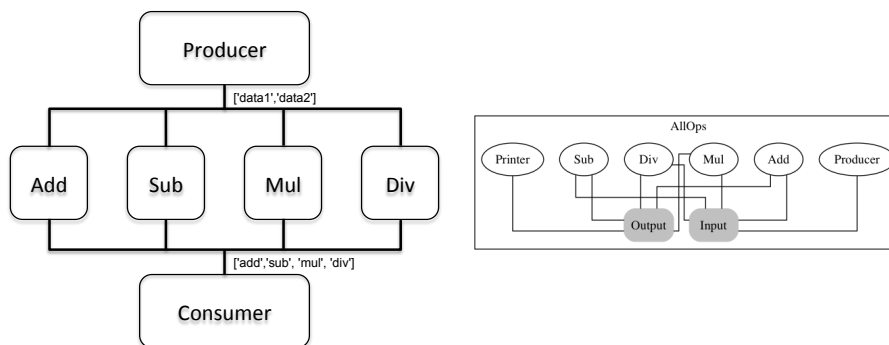 Producer
['data1','data2']
Add Sub Mul Div
['add','sub', 'mul', 'div']
Consumer
AllOps
Printer Sub Div Mul Add Producer
Output Input